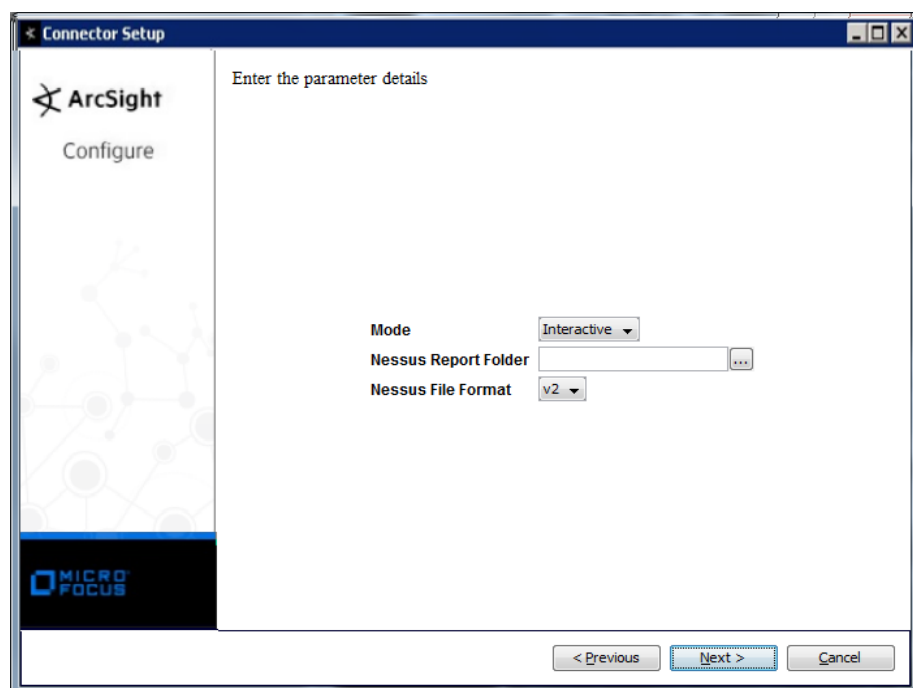 Connector Setup
ArcSight
Configure
Enter the parameter details
Mode Interactive
Nessus Report Folder ...
Nessus File Format v2
MICRO
FOCUS
< Previous Next > Cancel